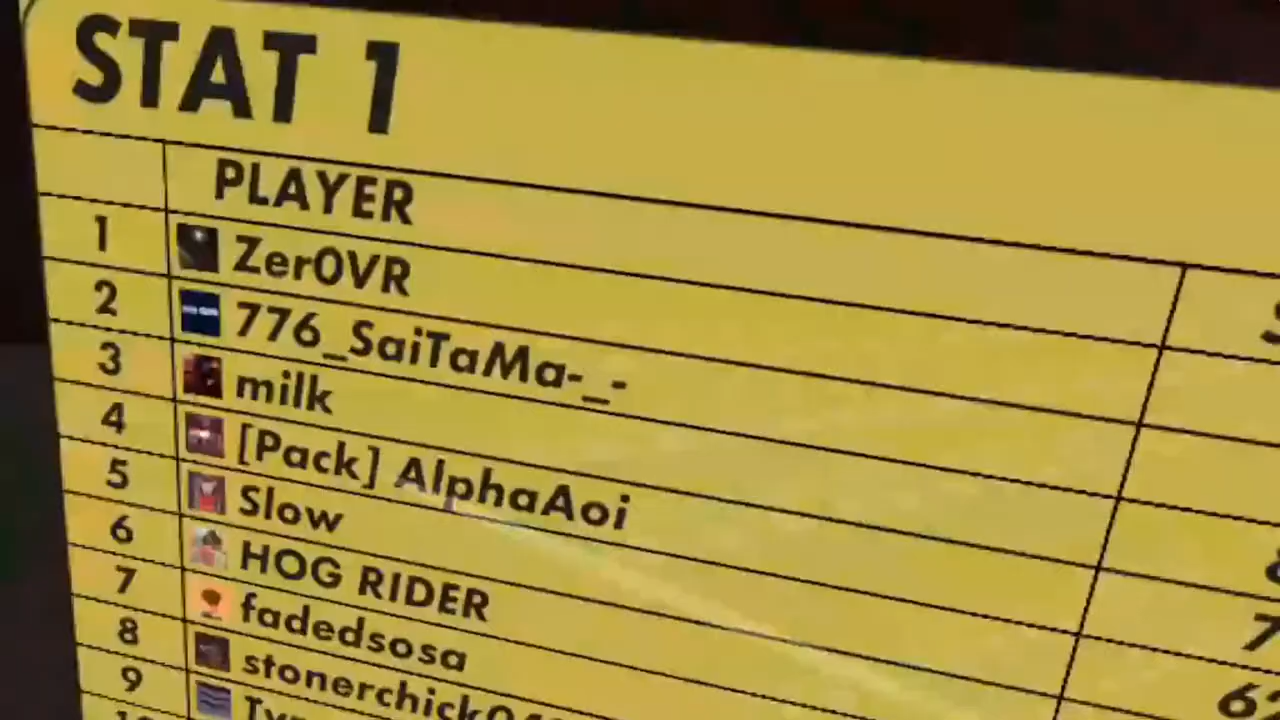 STAT 1
PLAYER
1 Zer0VR
2 776_SaiTaMa-_-
3 milk
4 [Pack] AlphaAoi
5 Slow
6 HOG RIDER
7 fadedsosa
8
9